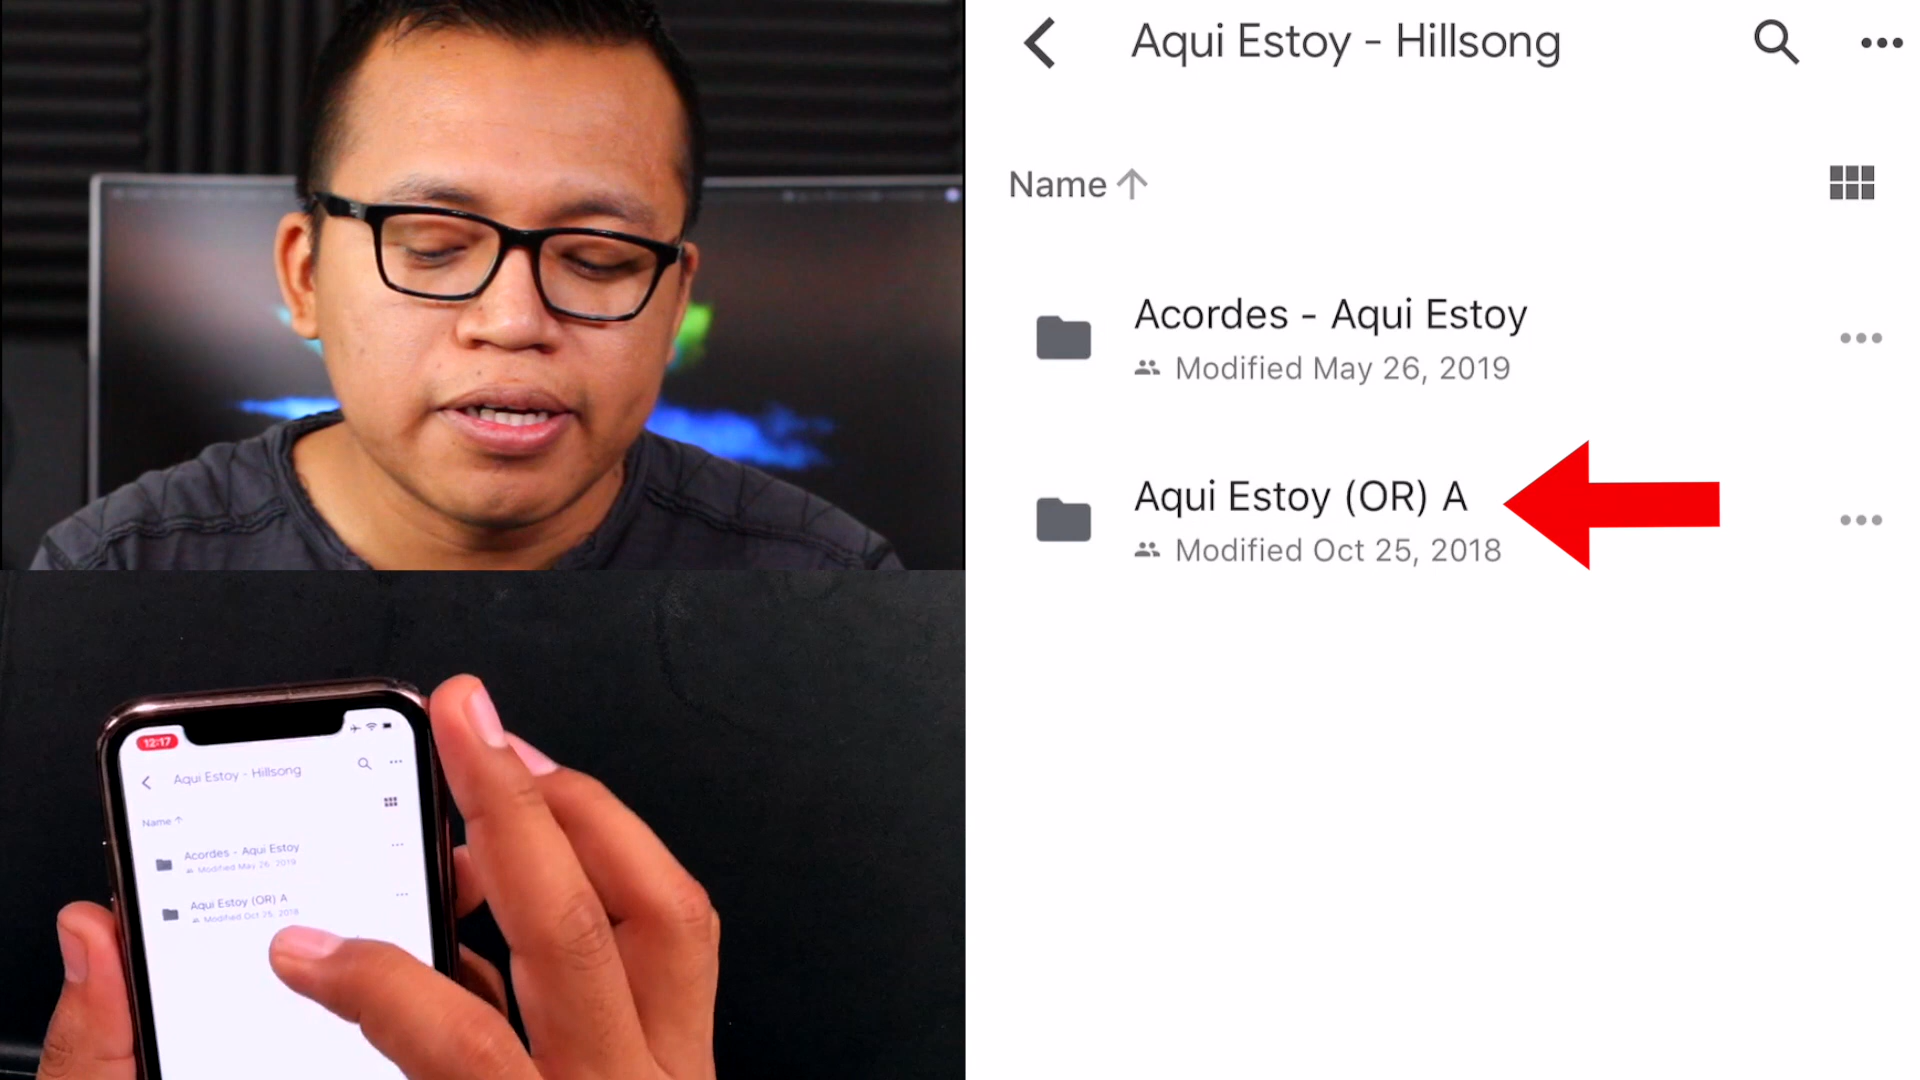 Aqui Estoy - Hillsong
Name
Acordes - Aqui Estoy
Modified May 26, 2019
Aqui Estoy (OR) A
Modified Oct 25, 2018
12:17
Aqui Estoy - Hillsong
Name
Acordes - Aqui Estoy
Modified May 26, 2019
Aqui Estoy (OR) A
Modified Oct 25, 2018